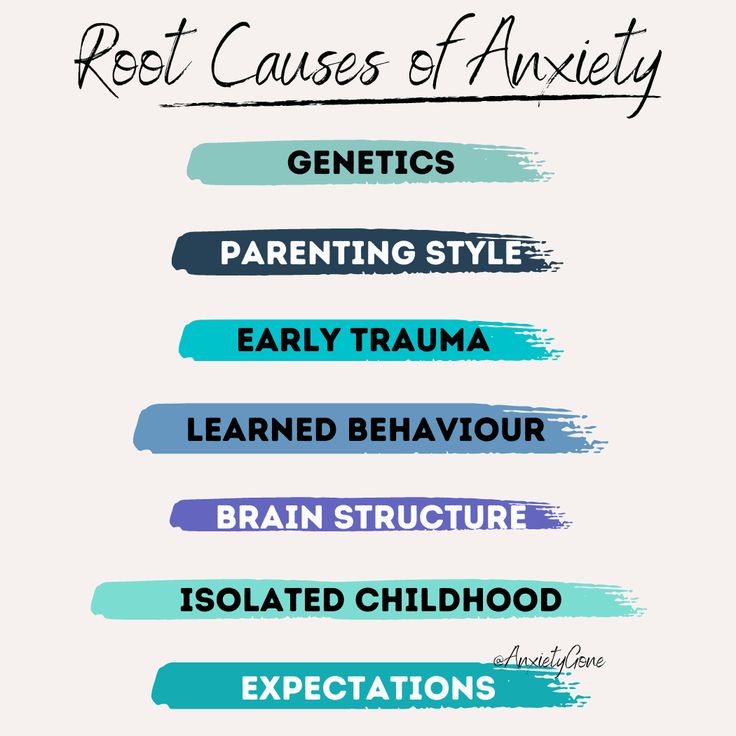 Root Causes of Anxiety
GENETICS
PARENTING STYLE
EARLY TRAUMA
LEARNED BEHAVIOUR
BRAIN STRUCTURE
ISOLATED CHILDHOOD
@AnxietyGone
EXPECTATIONS